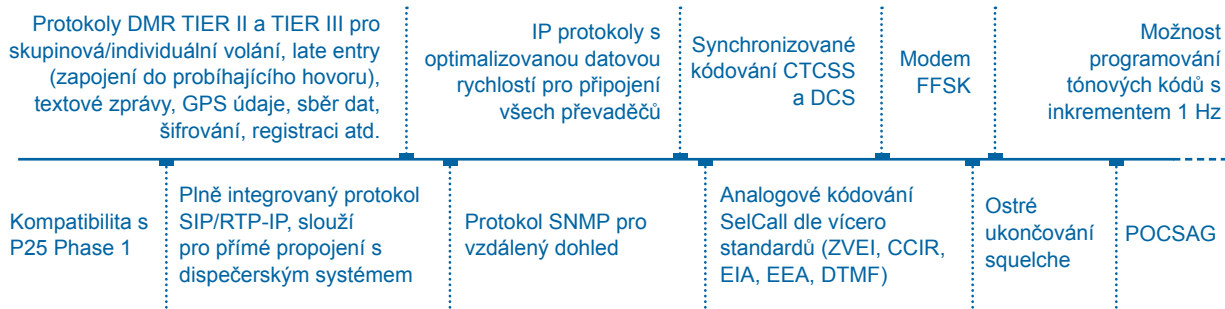 Protokoly DMR TIER II a TIER III pro
skupinová/individuální volání, late entry
(zapojení do probíhajícího hovoru),
textové zprávy, GPS údaje, sběr dat,
šifrování, registraci atd.
IP protokoly s
optimalizovanou datovou
rychlostí pro připojení
všech převaděčů
Synchronizované
kódování CTCSS
a DCS
Modem
FFSK
Možnost
programování
tónových kódů s
inkrementem 1 Hz
Kompatibilita s
P25 Phase 1
Plně integrovaný protokol
SIP/RTP-IP, slouží
pro přímé propojení s
dispečerským systémem
Protokol SNMP pro
vzdálený dohled
Analogové kódování
SelCall dle vícero
standardů (ZVEI, CCIR,
EIA, EEA, DTMF)
Ostré
ukončování
squelche
POCSAG